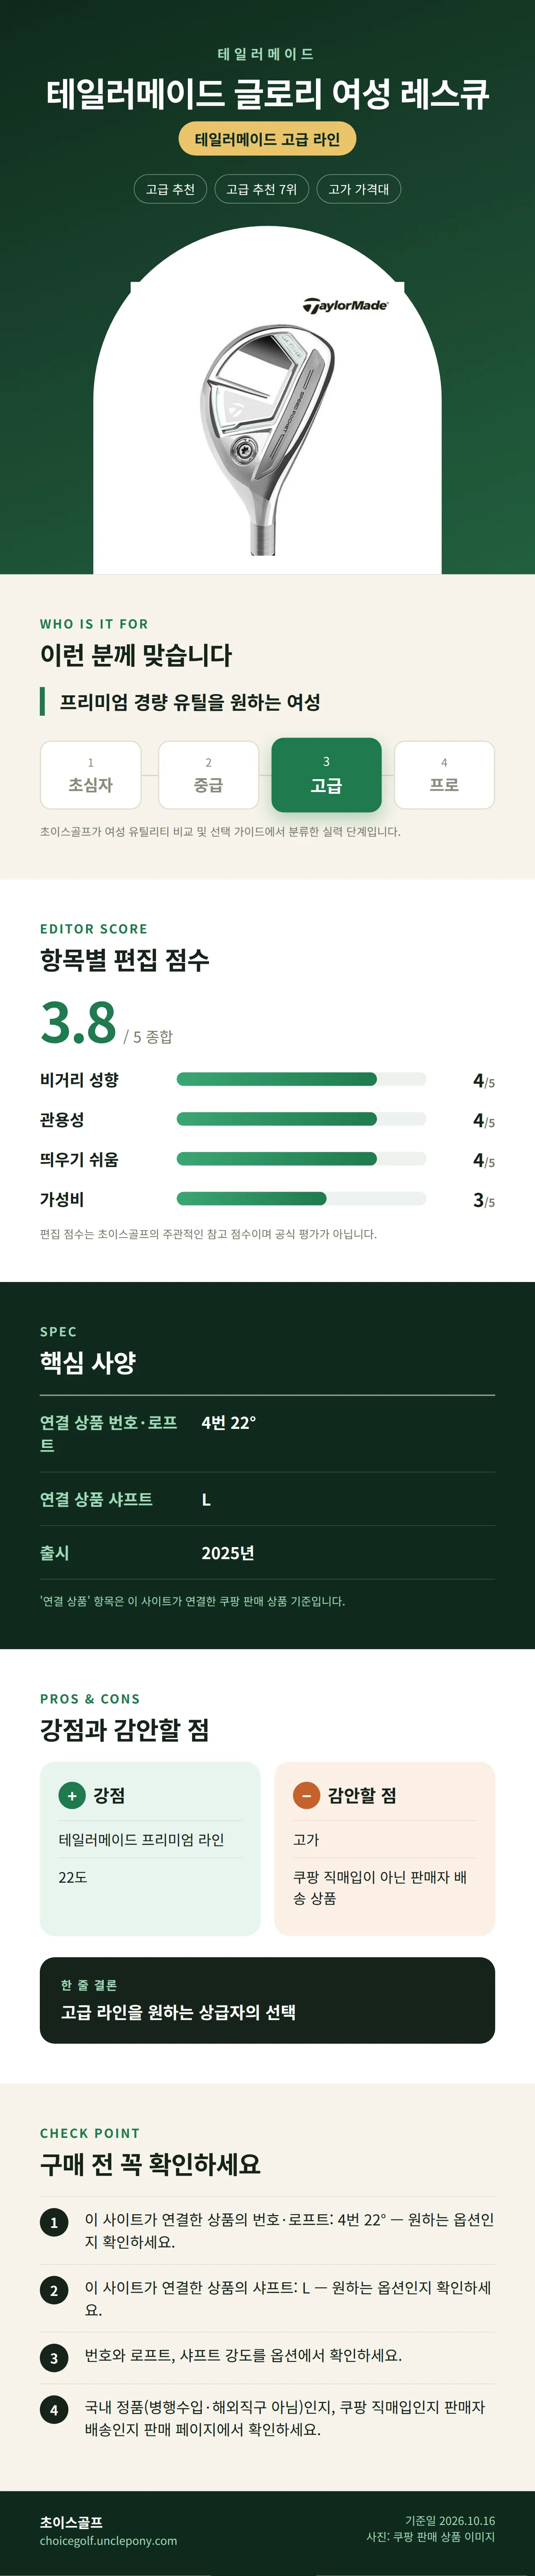 테일러메이드
테일러메이드 글로리 여성 레스큐
테일러메이드 고급 라인
고급 추천
고급 추천 7위
고가 가격대
TaylorMade
SPEED POCKET
WHO IS IT FOR
이런 분께 맞습니다
프리미엄 경량 유틸을 원하는 여성
1
초심자
2
중급
3
고급
4
프로
초이스골프가 여성 유틸리티 비교 및 선택 가이드에서 분류한 실력 단계입니다.
EDITOR SCORE
항목별 편집 점수
3.8 / 5 종합
비거리 성향 4/5
관용성 4/5
띄우기 쉬움 4/5
가성비 3/5
편집 점수는 초이스골프의 주관적인 참고 점수이며 공식 평가가 아닙니다.
SPEC
핵심 사양
연결 상품 번호·로프
트
4번 22°
연결 상품 샤프트 L
출시 2025년
'연결 상품' 항목은 이 사이트가 연결한 쿠팡 판매 상품 기준입니다.
PROS & CONS
강점과 감안할 점
+ 강점
테일러메이드 프리미엄 라인
22도
− 감안할 점
고가
쿠팡 직매입이 아닌 판매자 배
송 상품
한 줄 결론
고급 라인을 원하는 상급자의 선택
CHECK POINT
구매 전 꼭 확인하세요
1 이 사이트가 연결한 상품의 번호·로프트: 4번 22° — 원하는 옵션인
지 확인하세요.
2 이 사이트가 연결한 상품의 샤프트: L — 원하는 옵션인지 확인하세
요.
3 번호와 로프트, 샤프트 강도를 옵션에서 확인하세요.
4 국내 정품(병행수입·해외직구 아님)인지, 쿠팡 직매입인지 판매자
배송인지 판매 페이지에서 확인하세요.
초이스골프
choicegolf.unclepony.com
기준일 2026.10.16
사진: 쿠팡 판매 상품 이미지